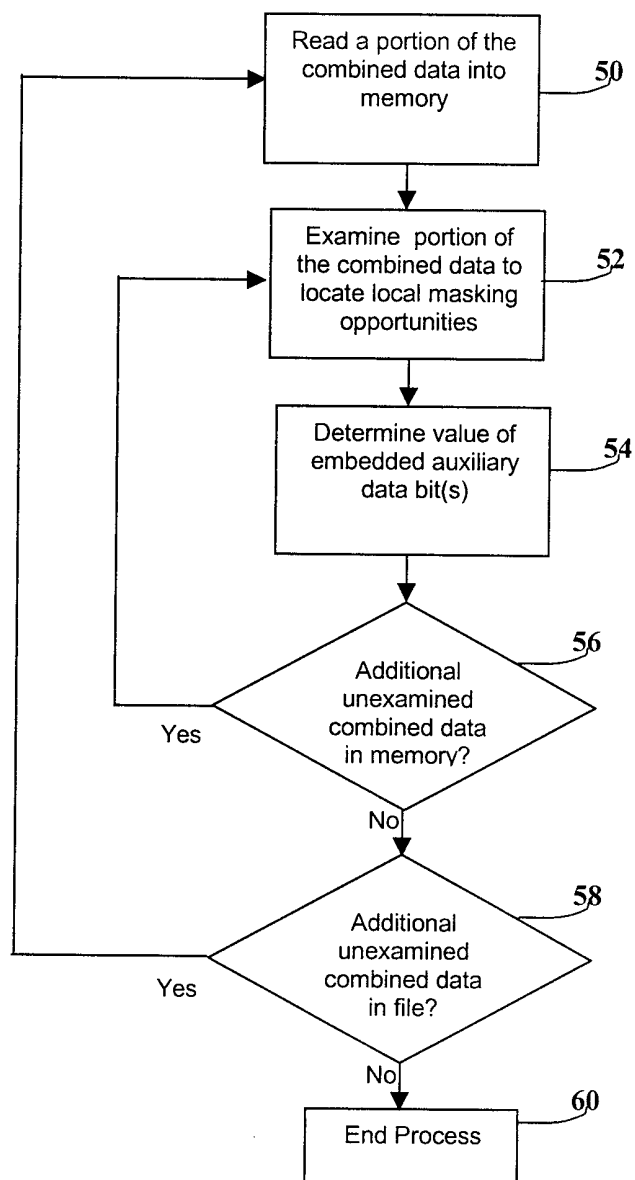 Read a portion of the
combined data into
memory
50
Examine portion of
the combined data to
locate local masking
opportunities
52
Determine value of
embedded auxiliary
data bit(s)
54
56
Additional
unexamined
combined data
in memory?
Yes
No
58
Additional
unexamined
combined data
in file?
Yes
No
60
End Process